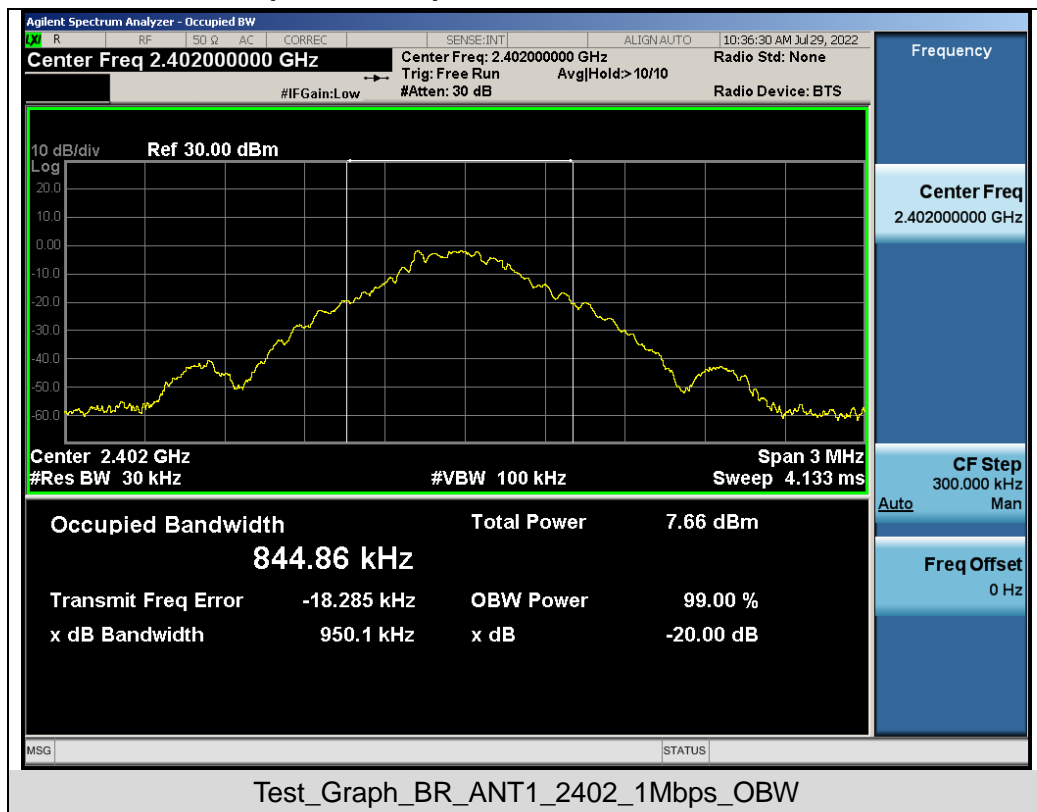 Agilent Spectrum Analyzer - Occupied BW
LXI R RF 50 Ω AC CORREC SENSE:INT ALIGN AUTO 10:36:30 AM Jul 29, 2022
Center Freq 2.402000000 GHz Center Freq: 2.402000000 GHz Radio Std: None
Trig: Free Run Avg|Hold:> 10/10
#IFGain:Low #Atten: 30 dB Radio Device: BTS
10 dB/div Ref 30.00 dBm
Log
20.0
10.0
0.00
-10.0
-20.0
-30.0
-40.0
-50.0
-60.0
Center 2.402 GHz Span 3 MHz
#Res BW 30 kHz #VBW 100 kHz Sweep 4.133 ms
Occupied Bandwidth Total Power 7.66 dBm
844.86 kHz
Transmit Freq Error -18.285 kHz OBW Power 99.00 %
x dB Bandwidth 950.1 kHz x dB -20.00 dB
Frequency
Center Freq
2.402000000 GHz
CF Step
300.000 kHz
Auto Man
Freq Offset
0 Hz
MSG STATUS
Test_Graph_BR_ANT1_2402_1Mbps_OBW